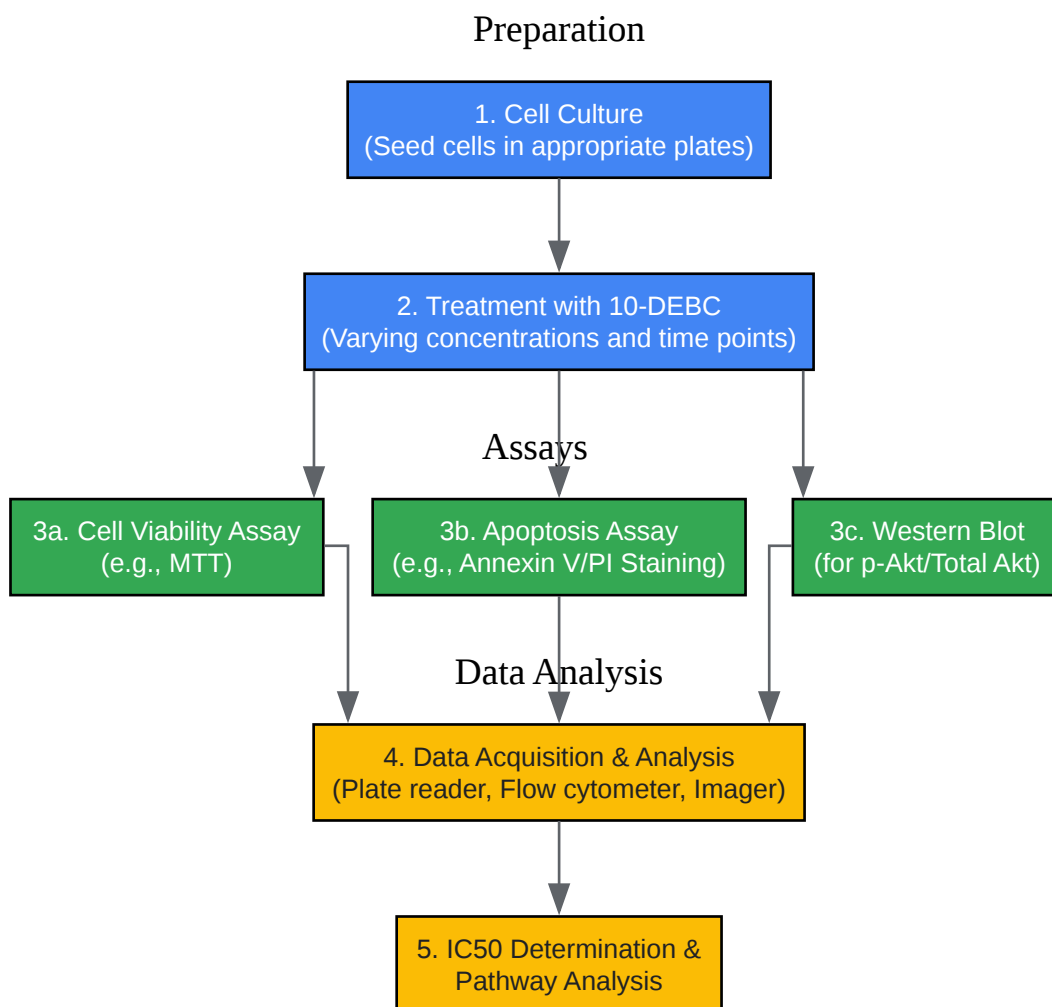 Preparation
1. Cell Culture
(Seed cells in appropriate plates)
2. Treatment with 10-DEBC
(Varying concentrations and time points)
Assays
3a. Cell Viability Assay
(e.g., MTT)
3b. Apoptosis Assay
(e.g., Annexin V/PI Staining)
3c. Western Blot
(for p-Akt/Total Akt)
Data Analysis
4. Data Acquisition & Analysis
(Plate reader, Flow cytometer, Imager)
5. IC50 Determination &
Pathway Analysis